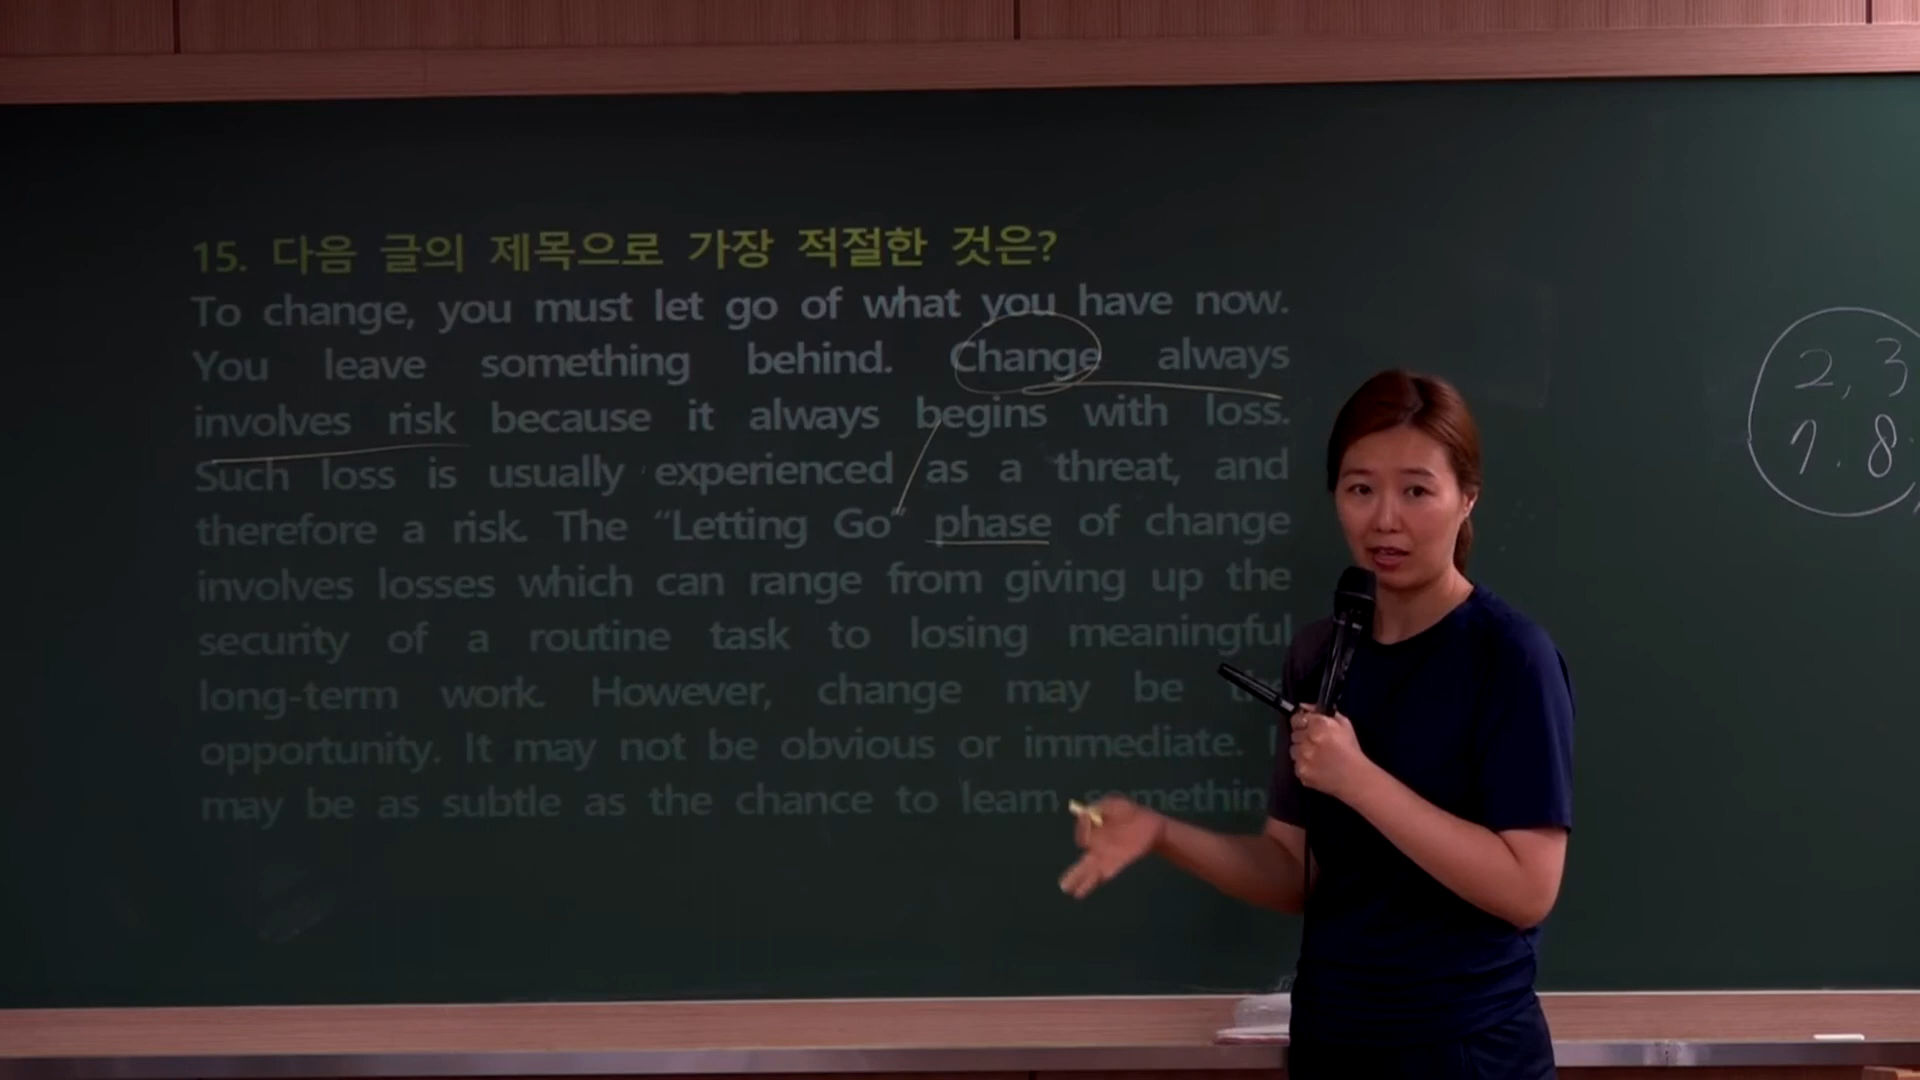 15. 다음 글의 제목으로 가장 적절한 것은?
To change, you must let go of what you have now.
You leave something behind. Change always
involves risk because it always begins with loss.
Such loss is usually experienced as a threat, and
therefore a risk. The “Letting Go” phase of change
involves losses which can range from giving up the
security of a routine task to losing meaningful
long-term work. However, change may be
opportunity. It may not be obvious or immediate.
may be as subtle as the chance to learn
2, 3
7. 8